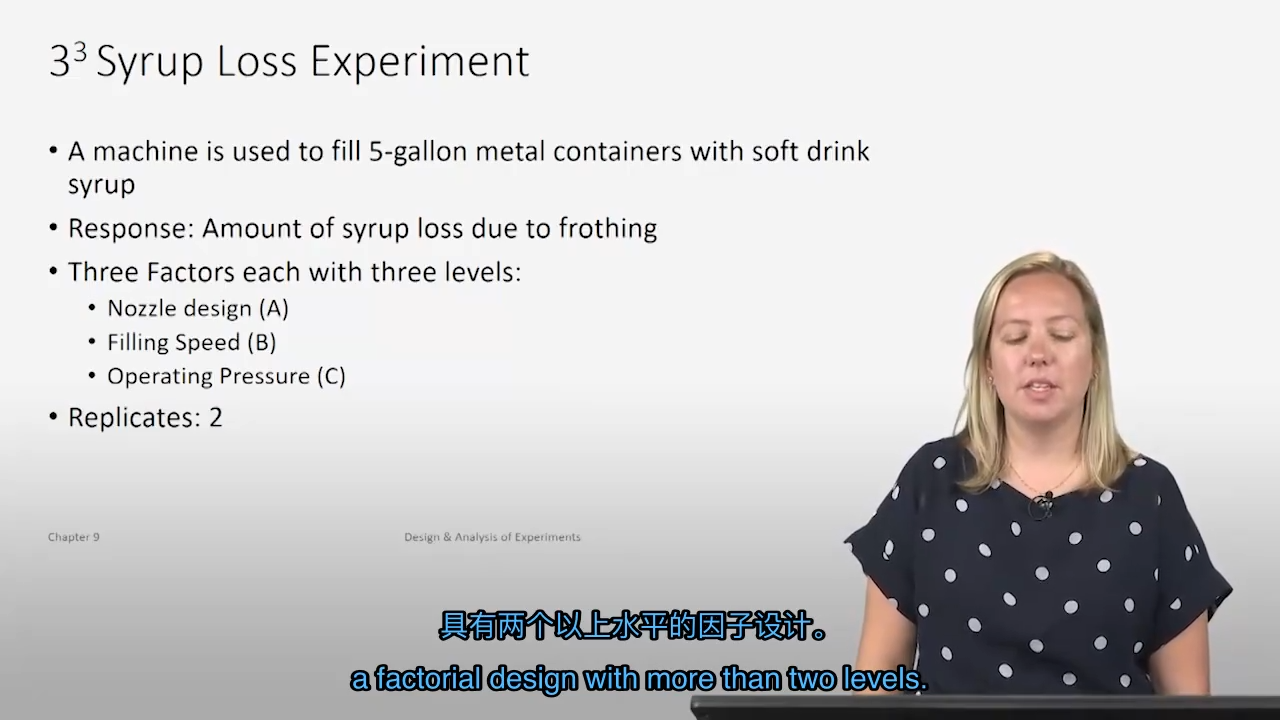 3³ Syrup Loss Experiment
• A machine is used to fill 5-gallon metal containers with soft drink
syrup
• Response: Amount of syrup loss due to frothing
• Three Factors each with three levels:
• Nozzle design (A)
• Filling Speed (B)
• Operating Pressure (C)
• Replicates: 2
Chapter 9
Design & Analysis of Experiments
具有两个以上水平的因子设计。
a factorial design with more than two levels.